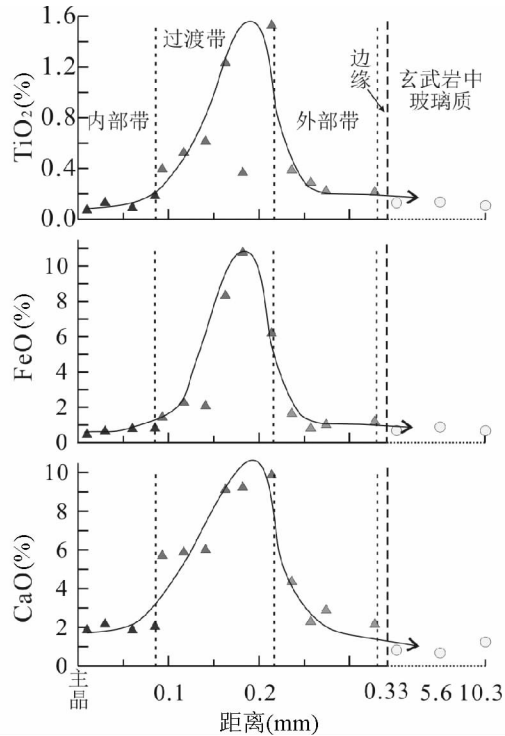 TiO₂(%)
1.6
1.2
0.8
0.4
0.0
内部带
过渡带
外部带
边缘
玄武岩中
玻璃质
FeO(%)
10
8
6
4
2
0
CaO(%)
10
8
6
4
2
0
主晶
0.1
0.2
0.33
5.6
10.3
距离(mm)